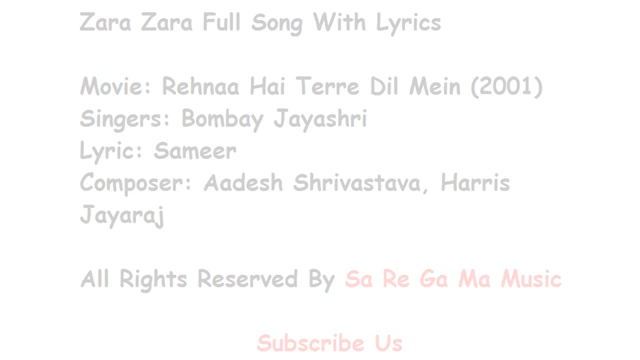 Zara Zara Full Song With Lyrics
Movie: Rehnaa Hai Terre Dil Mein (2001)
Singers: Bombay Jayashri
Lyric: Sameer
Composer: Aadesh Shrivastava, Harris
Jayaraj
All Rights Reserved By Sa Re Ga Ma Music
Subscribe Us